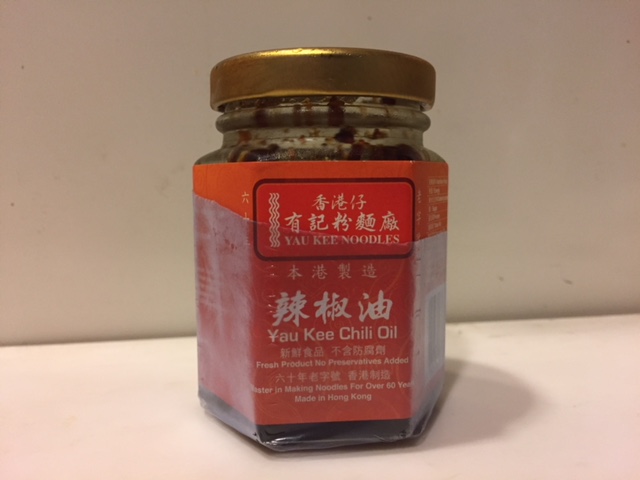 香港仔
有記粉麵廠
YAU KEE NOODLES
本港製造
辣椒油
Yau Kee Chili Oil
新鮮食品 不含防腐劑
Fresh Product No Preservatives Added
六十年老字號 香港制造
Master in Making Noodles For Over 60 Years
Made in Hong Kong